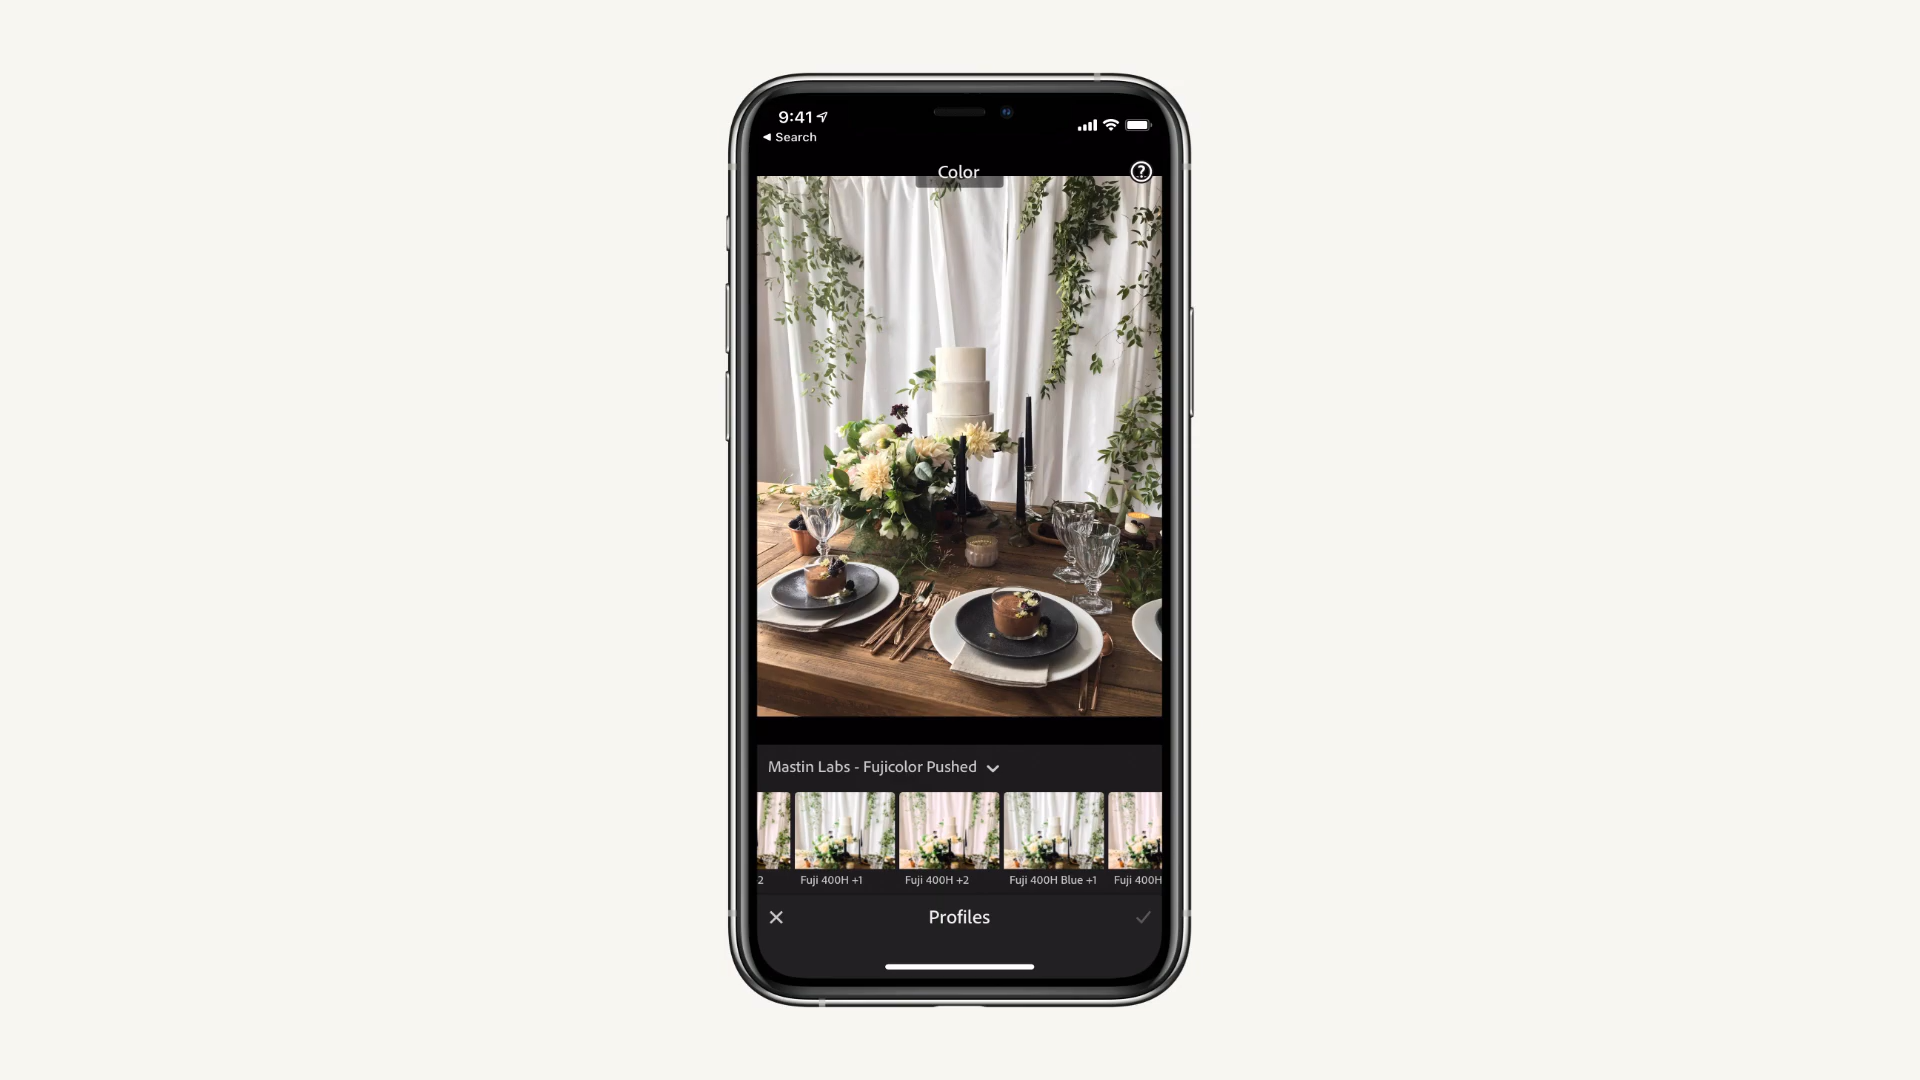 9:41
◀ Search
Color
?
Mastin Labs - Fujicolor Pushed
2
Fuji 400H +1
Fuji 400H +2
Fuji 400H Blue +1
Fuji 400H
Profiles